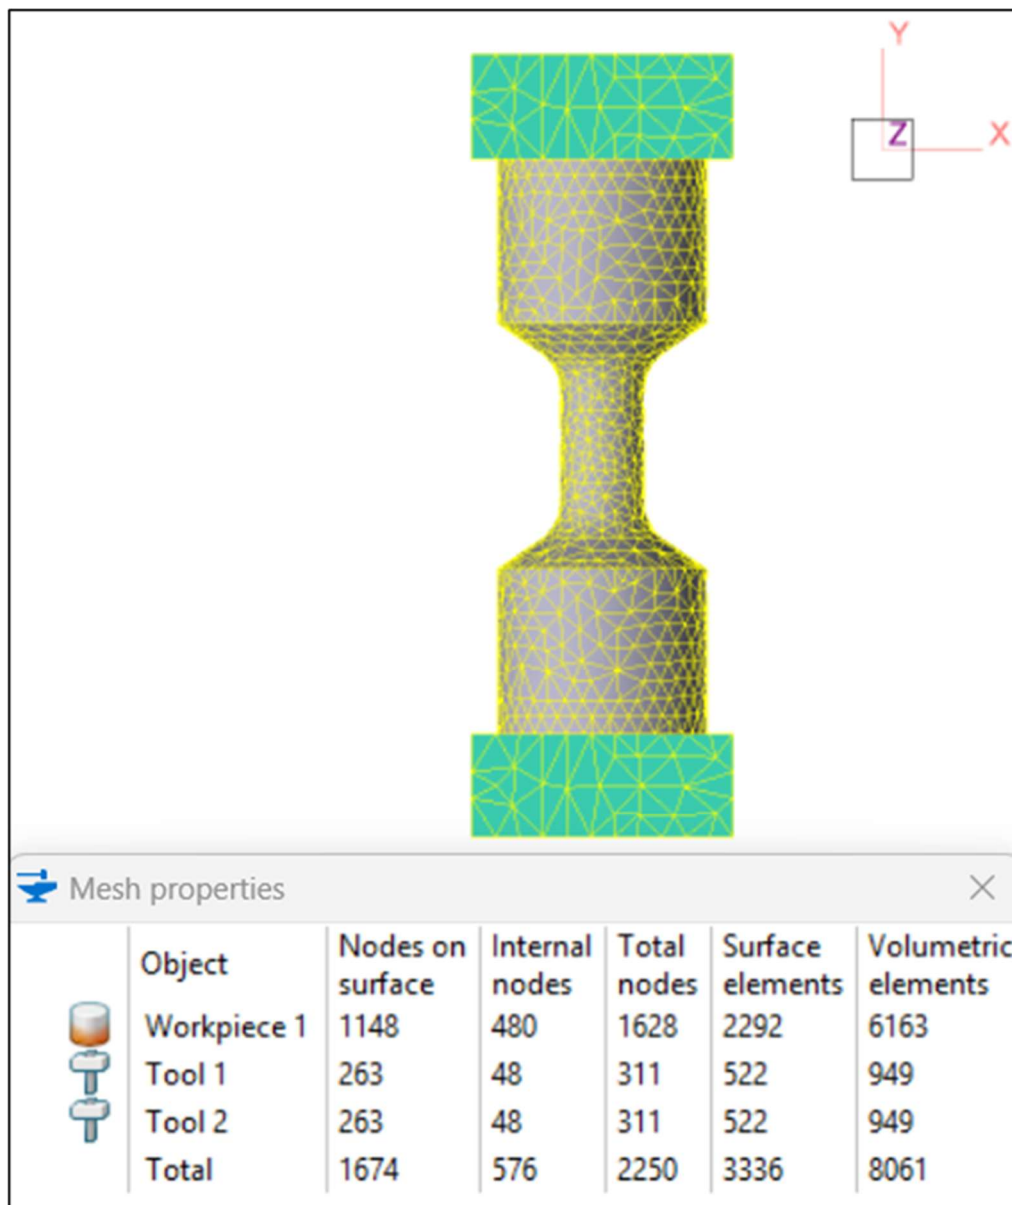 Y
Z
X
Mesh properties
Object Nodes on surface Internal nodes Total nodes Surface elements Volumetric elements
Workpiece 1 1148 480 1628 2292 6163
Tool 1 263 48 311 522 949
Tool 2 263 48 311 522 949
Total 1674 576 2250 3336 8061